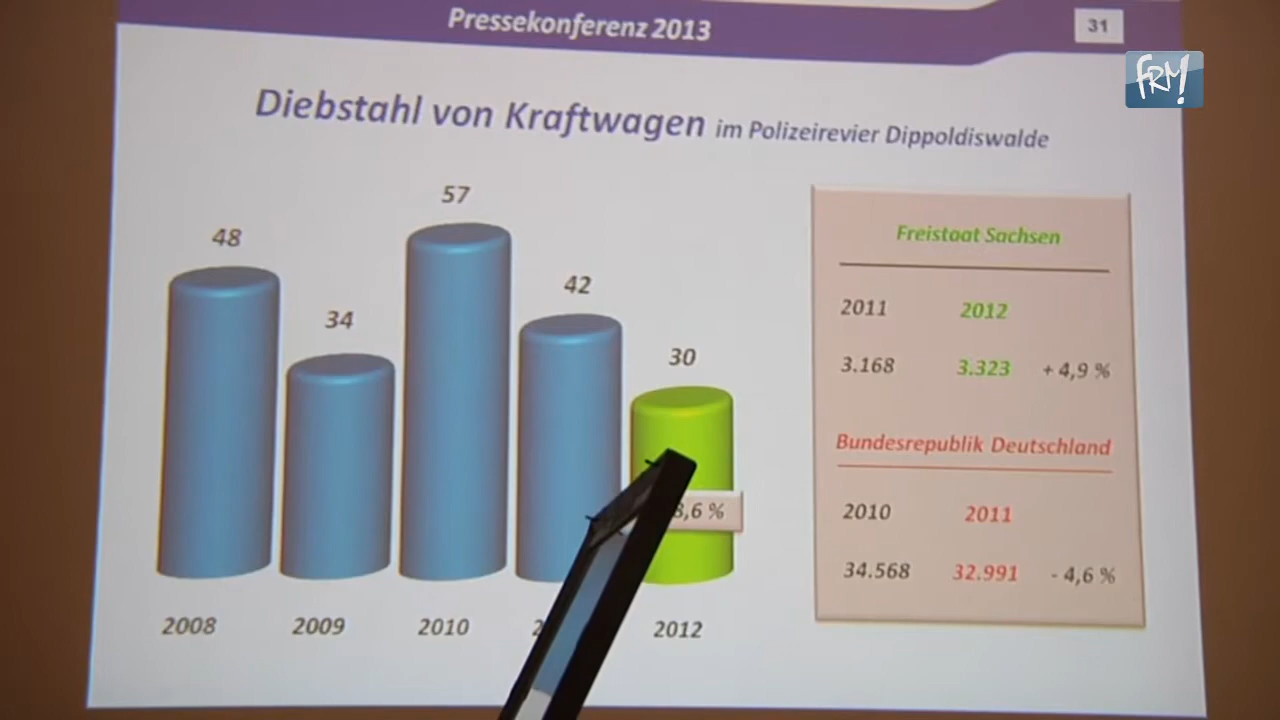 Pressekonferenz 2013
31
FRM!
Diebstahl von Kraftwagen im Polizeirevier Dippoldiswalde
48
34
57
42
30
8,6 %
2008
2009
2010
2012
Freistaat Sachsen
2011 2012
3.168 3.323 + 4,9 %
Bundesrepublik Deutschland
2010 2011
34.568 32.991 - 4,6 %